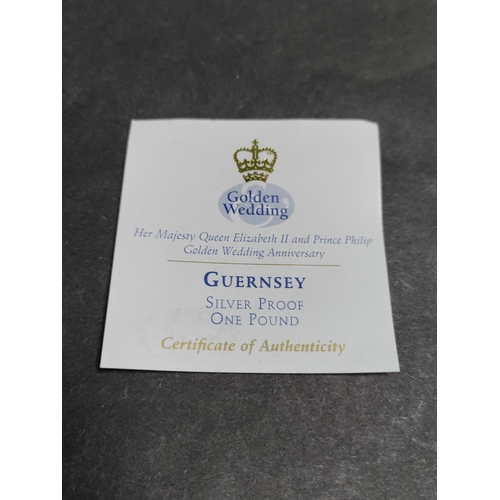 Golden
Wedding
Her Majesty Queen Elizabeth II and Prince Philip
Golden Wedding Anniversary
GUERNSEY
SILVER PROOF
ONE POUND
Certificate of Authenticity